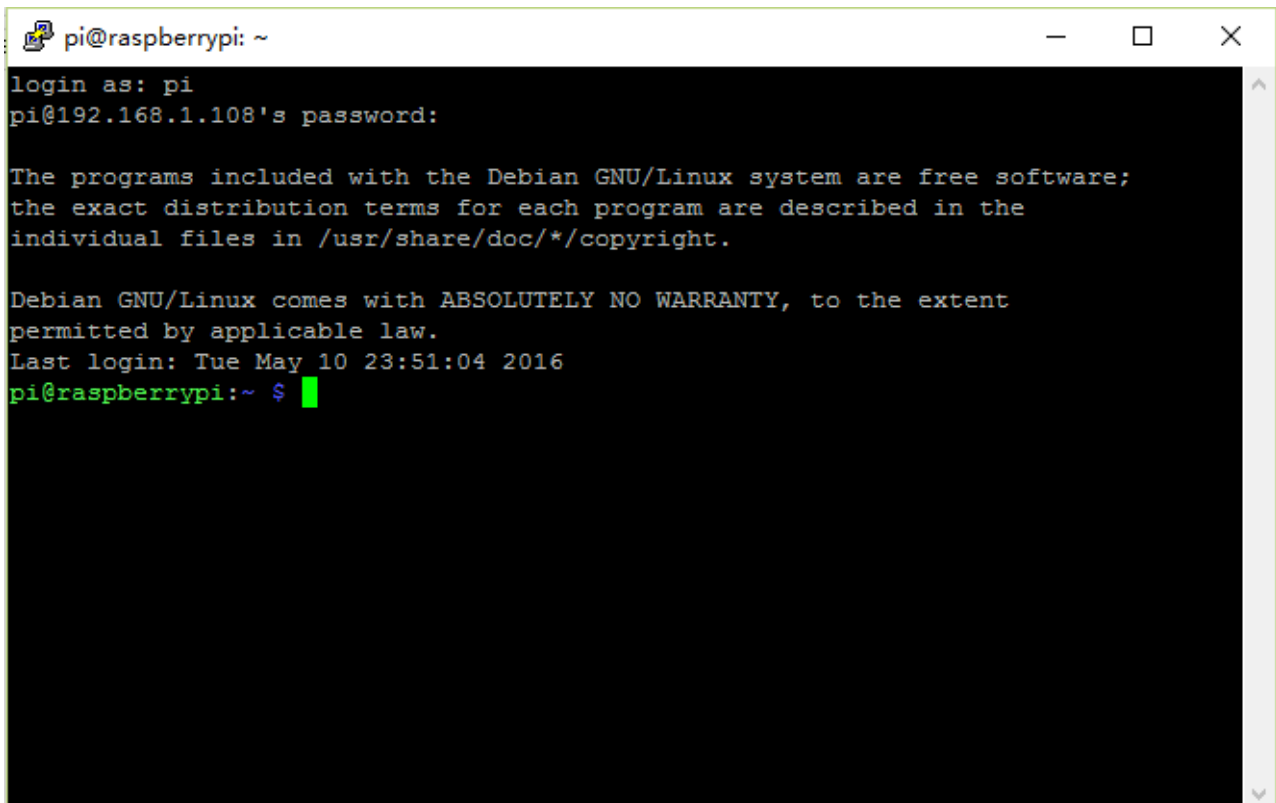 pi@raspberrypi: ~
login as: pi
pi@192.168.1.108's password:
The programs included with the Debian GNU/Linux system are free software;
the exact distribution terms for each program are described in the
individual files in /usr/share/doc/*/copyright.
Debian GNU/Linux comes with ABSOLUTELY NO WARRANTY, to the extent
permitted by applicable law.
Last login: Tue May 10 23:51:04 2016
pi@raspberrypi:~ $